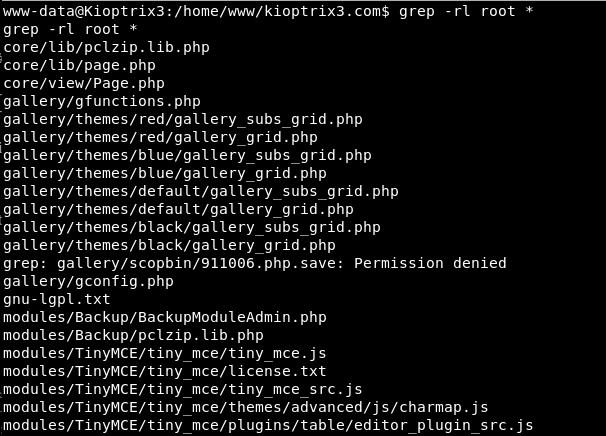 www-data@Kioptrix3:/home/www/kioptrix3.com$ grep -rl root *
grep -rl root *
core/lib/pclzip.lib.php
core/lib/page.php
core/view/Page.php
gallery/gfunctions.php
gallery/themes/red/gallery_subs_grid.php
gallery/themes/red/gallery_grid.php
gallery/themes/blue/gallery_subs_grid.php
gallery/themes/blue/gallery_grid.php
gallery/themes/default/gallery_subs_grid.php
gallery/themes/default/gallery_grid.php
gallery/themes/black/gallery_subs_grid.php
gallery/themes/black/gallery_grid.php
grep: gallery/scopbin/911006.php.save: Permission denied
gallery/gconfig.php
gnu-lgpl.txt
modules/Backup/BackupModuleAdmin.php
modules/Backup/pclzip.lib.php
modules/TinyMCE/tiny_mce/tiny_mce.js
modules/TinyMCE/tiny_mce/license.txt
modules/TinyMCE/tiny_mce/tiny_mce_src.js
modules/TinyMCE/tiny_mce/themes/advanced/js/charmap.js
modules/TinyMCE/tiny_mce/plugins/table/editor_plugin_src.js